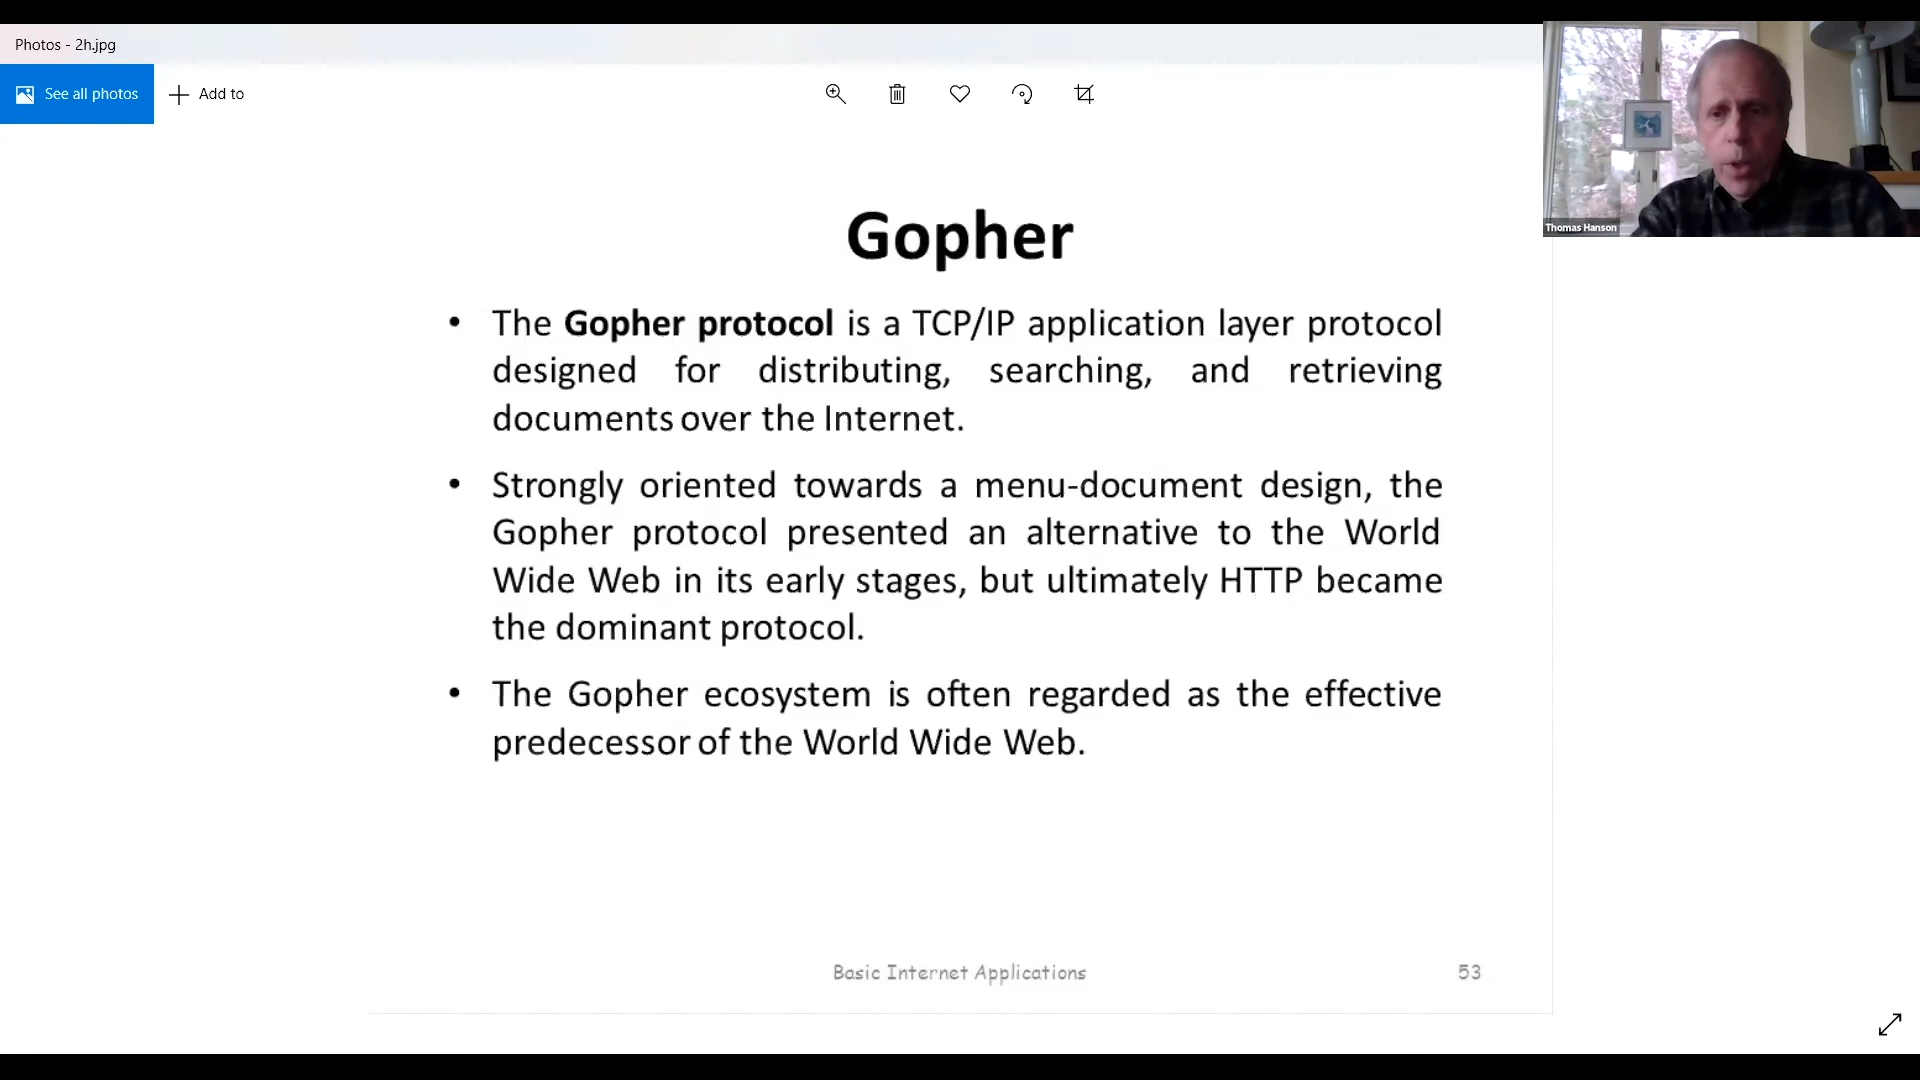 Photos - 2h.jpg
See all photos
Add to
Thomas Hanson
Gopher
• The Gopher protocol is a TCP/IP application layer protocol
designed for distributing, searching, and retrieving
documents over the Internet.
• Strongly oriented towards a menu-document design, the
Gopher protocol presented an alternative to the World
Wide Web in its early stages, but ultimately HTTP became
the dominant protocol.
• The Gopher ecosystem is often regarded as the effective
predecessor of the World Wide Web.
Basic Internet Applications
53